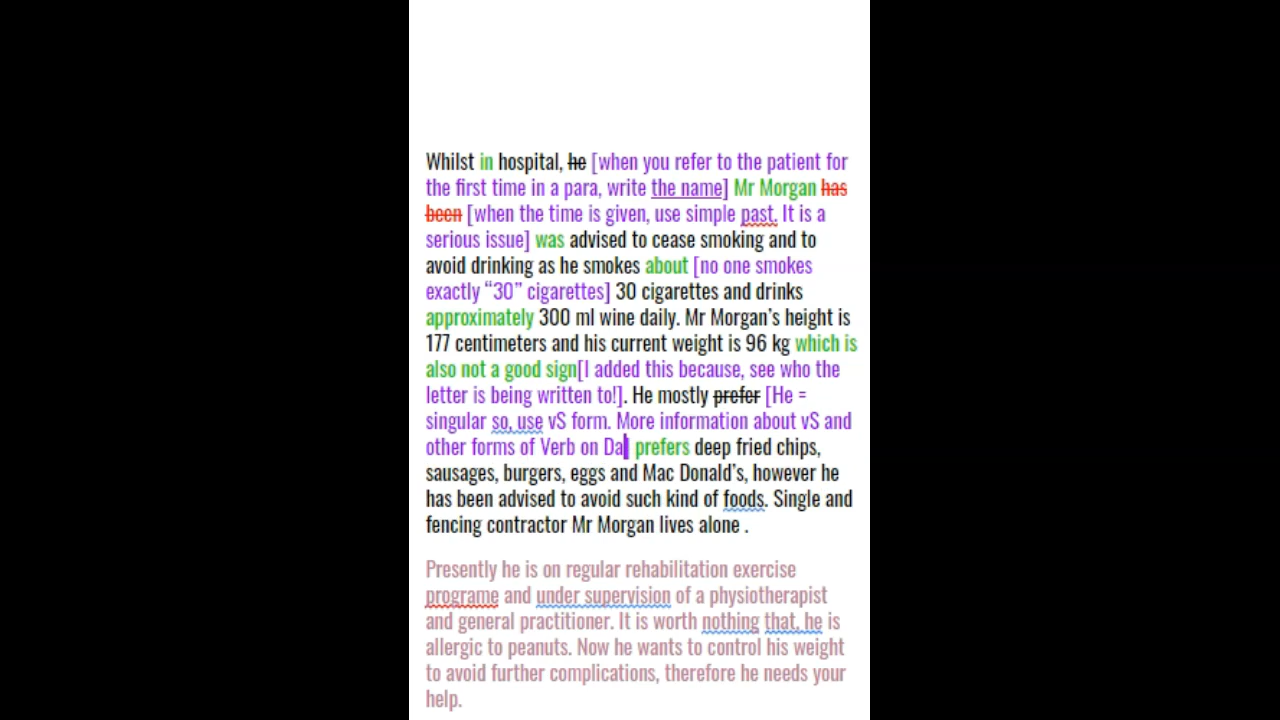 Whilst in hospital, he [when you refer to the patient for
the first time in a para, write the name] Mr Morgan has
been [when the time is given, use simple past. It is a
serious issue] was advised to cease smoking and to
avoid drinking as he smokes about [no one smokes
exactly “30” cigarettes] 30 cigarettes and drinks
approximately 300 ml wine daily. Mr Morgan’s height is
177 centimeters and his current weight is 96 kg which is
also not a good sign[I added this because, see who the
letter is being written to!]. He mostly prefer [He =
singular so, use vS form. More information about vS and
other forms of Verb on Da prefers deep fried chips,
sausages, burgers, eggs and Mac Donald’s, however he
has been advised to avoid such kind of foods. Single and
fencing contractor Mr Morgan lives alone .
Presently he is on regular rehabilitation exercise
programe and under supervision of a physiotherapist
and general practitioner. It is worth nothing that, he is
allergic to peanuts. Now he wants to control his weight
to avoid further complications, therefore he needs your
help.